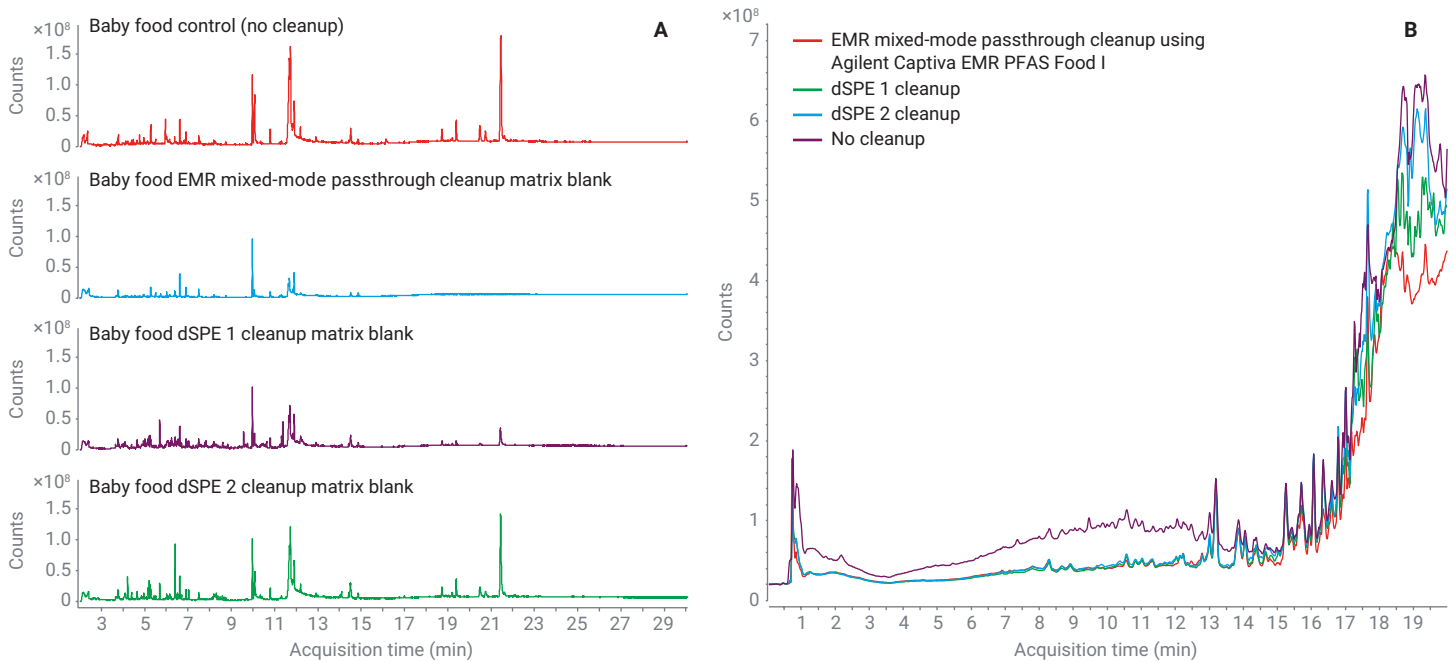 Baby food control (no cleanup)
A
×10⁸
1.5
1.0
0.5
0
Counts
Baby food EMR mixed-mode passthrough cleanup matrix blank
×10⁸
1.5
1.0
0.5
0
Counts
Baby food dSPE 1 cleanup matrix blank
×10⁸
1.5
1.0
0.5
0
Counts
Baby food dSPE 2 cleanup matrix blank
×10⁸
1.5
1.0
0.5
0
Counts
3 5 7 9 11 13 15 17 19 21 23 25 27 29
Acquisition time (min)
×10⁸
B
7
6
5
4
3
2
1
0
Counts
EMR mixed-mode passthrough cleanup using
Agilent Captiva EMR PFAS Food I
dSPE 1 cleanup
dSPE 2 cleanup
No cleanup
1 2 3 4 5 6 7 8 9 10 11 12 13 14 15 16 17 18 19
Acquisition time (min)